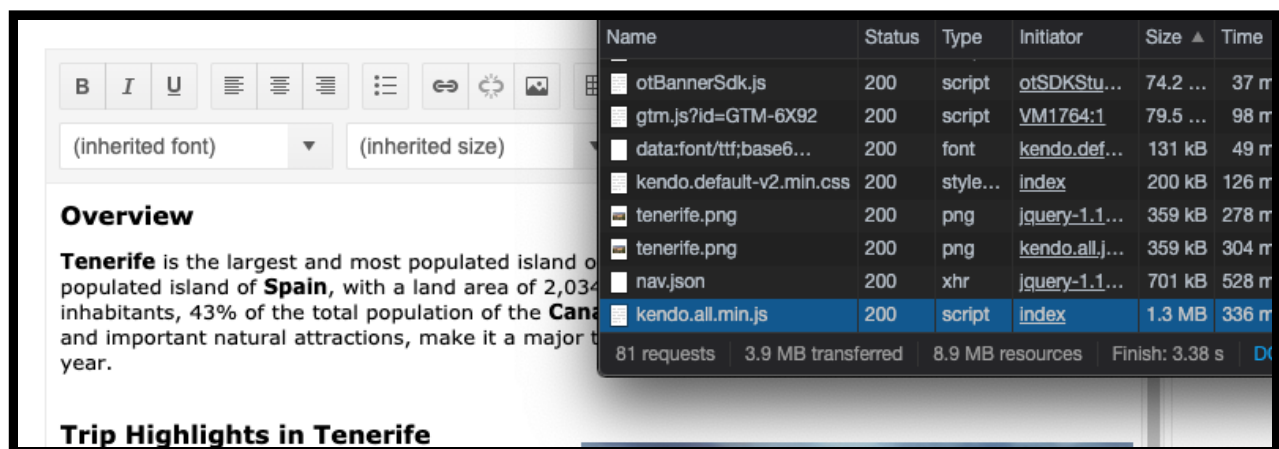 B I U
(inherited font) (inherited size)
Overview
Tenerife is the largest and most populated island o
populated island of Spain, with a land area of 2,034
inhabitants, 43% of the total population of the Cana
and important natural attractions, make it a major t
year.
Trip Highlights in Tenerife
Name Status Type Initiator Size ▲ Time
otBannerSdk.js 200 script otSDKStu... 74.2 ... 37 m
gtm.js?id=GTM-6X92 200 script VM1764:1 79.5 ... 98 m
data:font/ttf;base6... 200 font kendo.def... 131 kB 49 m
kendo.default-v2.min.css 200 style... index 200 kB 126 m
tenerife.png 200 png jquery-1.1... 359 kB 278 m
tenerife.png 200 png kendo.all.j... 359 kB 304 m
nav.json 200 xhr jquery-1.1... 701 kB 528 m
kendo.all.min.js 200 script index 1.3 MB 336 m
81 requests 3.9 MB transferred 8.9 MB resources Finish: 3.38 s DO